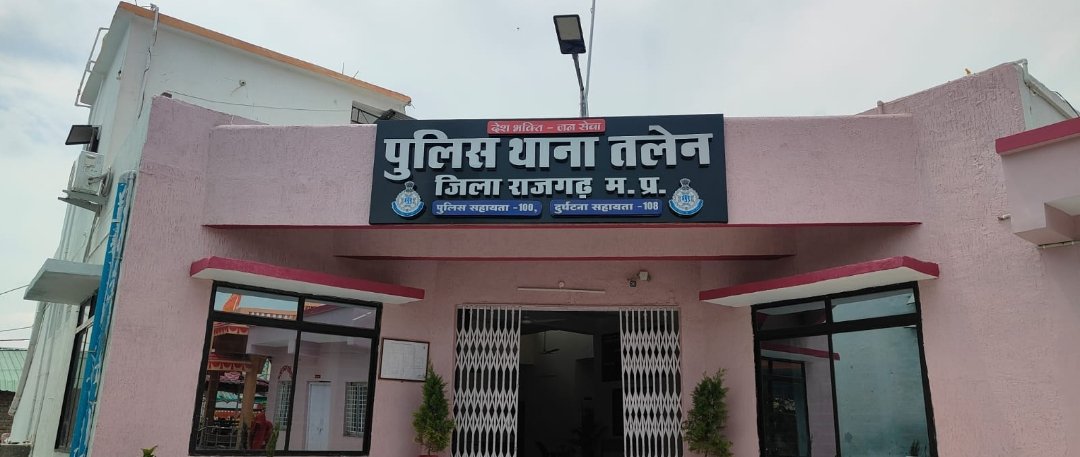 देश भक्ति - जन सेवा
पुलिस थाना तलेन
जिला राजगढ़ म. प्र.
पुलिस सहायता -100, दुर्घटना सहायता -108